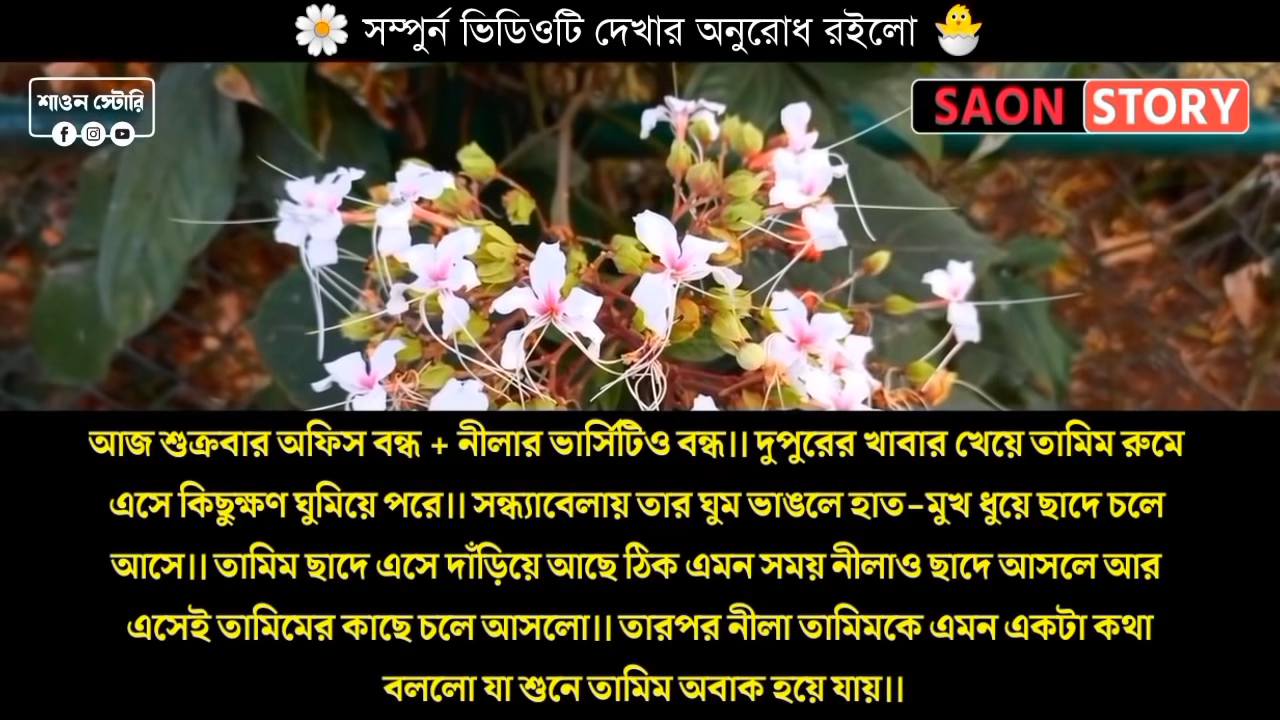 🌼 সম্পুর্ন ভিডিওটি দেখার অনুরোধ রইলো 🐣
শাওন স্টোরি
SAON STORY
আজ শুক্রবার অফিস বন্ধ + নীলার ভার্সিটিও বন্ধ।। দুপুরের খাবার খেয়ে তামিম রুমে
এসে কিছুক্ষণ ঘুমিয়ে পরে।। সন্ধ্যাবেলায় তার ঘুম ভাঙলে হাত-মুখ ধুয়ে ছাদে চলে
আসে।। তামিম ছাদে এসে দাঁড়িয়ে আছে ঠিক এমন সময় নীলাও ছাদে আসলে আর
এসেই তামিমের কাছে চলে আসলো।। তারপর নীলা তামিমকে এমন একটা কথা
বললো যা শুনে তামিম অবাক হয়ে যায়।।